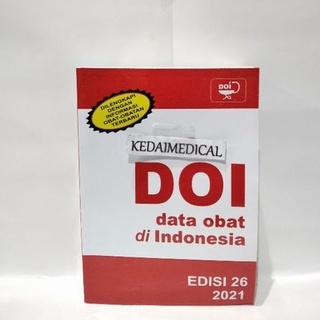 DOI
DILENGKAPI
DENGAN
INFORMASI
OBAT-OBATAN
TERBARU
KEDAIMEDICAL
DOI
data obat
di Indonesia
EDISI 26
2021